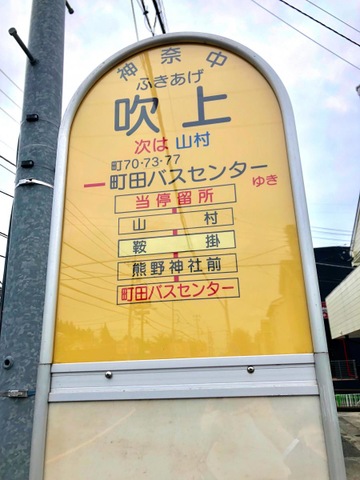 神奈中
ふきあげ
吹上
次は 山村
町70・73・77
町田バスセンター
ゆき
当停留所
山村
鞍掛
熊野神社前
町田バスセンター